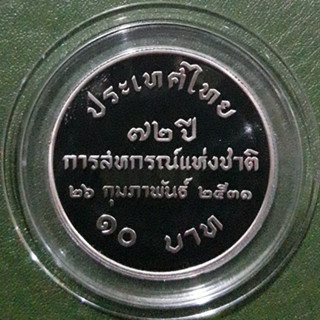 ประเทศไทย
๗๒ ปี
การสหกรณ์แห่งชาติ
๒๖ กุมภาพันธ์ ๒๕๓๑
๑๐ บาท